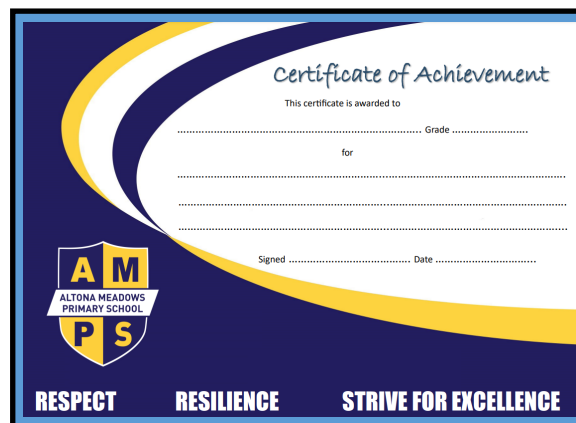 Certificate of Achievement
This certificate is awarded to
.......................................................................... Grade .......................
for
......................................................................................................................
......................................................................................................................
......................................................................................................................
Signed ..................................... Date ...............................
A M
ALTONA MEADOWS
PRIMARY SCHOOL
P S
RESPECT RESILIENCE STRIVE FOR EXCELLENCE